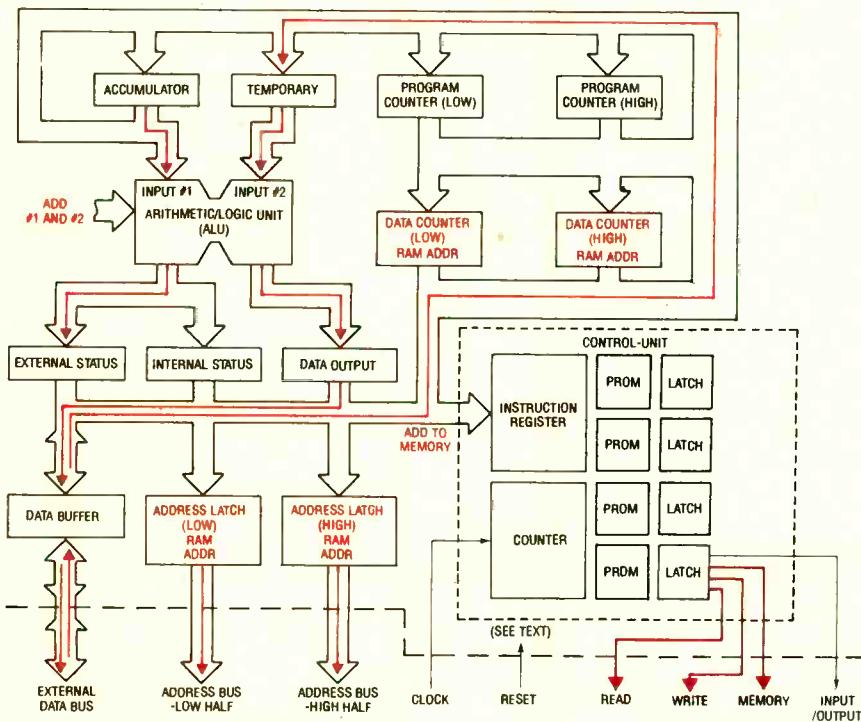 ACCUMULATOR
TEMPORARY
PROGRAM
COUNTER (LOW)
PROGRAM
COUNTER (HIGH)
INPUT #1
INPUT #2
ADD
#1 AND #2
ARITHMETIC/LOGIC UNIT
(ALU)
DATA COUNTER
(LOW)
RAM ADDR
DATA COUNTER
(HIGH)
RAM ADDR
EXTERNAL STATUS
INTERNAL STATUS
DATA OUTPUT
CONTROL-UNIT
INSTRUCTION
REGISTER
PROM
LATCH
ADD TO
MEMORY
PROM
LATCH
DATA BUFFER
ADDRESS LATCH
(LOW)
RAM
ADDR
ADDRESS LATCH
(HIGH)
RAM
ADDR
COUNTER
PROM
LATCH
PROM
LATCH
(SEE TEXT)
EXTERNAL
DATA BUS
ADDRESS BUS
-LOW HALF
ADDRESS BUS
-HIGH HALF
CLOCK
RESET
READ
WRITE
MEMORY
INPUT
/OUTPUT